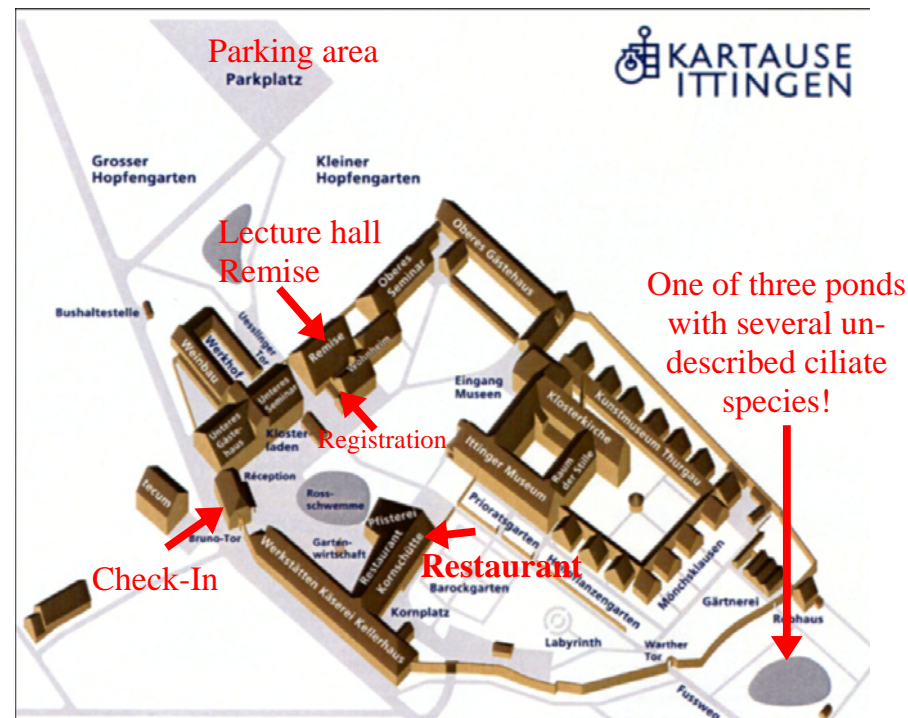 Parking area
Parkplatz
KARTAUSE
ITTINGEN
Grosser
Hopfengarten
Kleiner
Hopfengarten
Lecture hall
Remise
Oberes Gästehaus
Oberes
Seminar
One of three ponds
with several un-
described ciliate
species!
Bushaltestelle
Uesslinger
Tor
Remise
Wohnheim
Werkhof
Weinbau
Unteres
Seminar
Eingang
Museen
Klosterkirche
Kunstmuseum Thurgau
Unteres
Gäste-
haus
Kloster-
laden
Registration
Ittinger Museum
Raum
der Stille
Réception
tecum
Ross-
schwemme
Pfisterei
Prioratsgarten
Bruno-Tor
Garten-
wirtschaft
Restaurant
Kornschütte
Restaurant
Check-In
Werkstätten Käserei Kellerhaus
Barockgarten
Mönchsklausen
Gärtnerei
Kornplatz
Labyrinth
Warther
Tor
Rebhaus
Fussweg